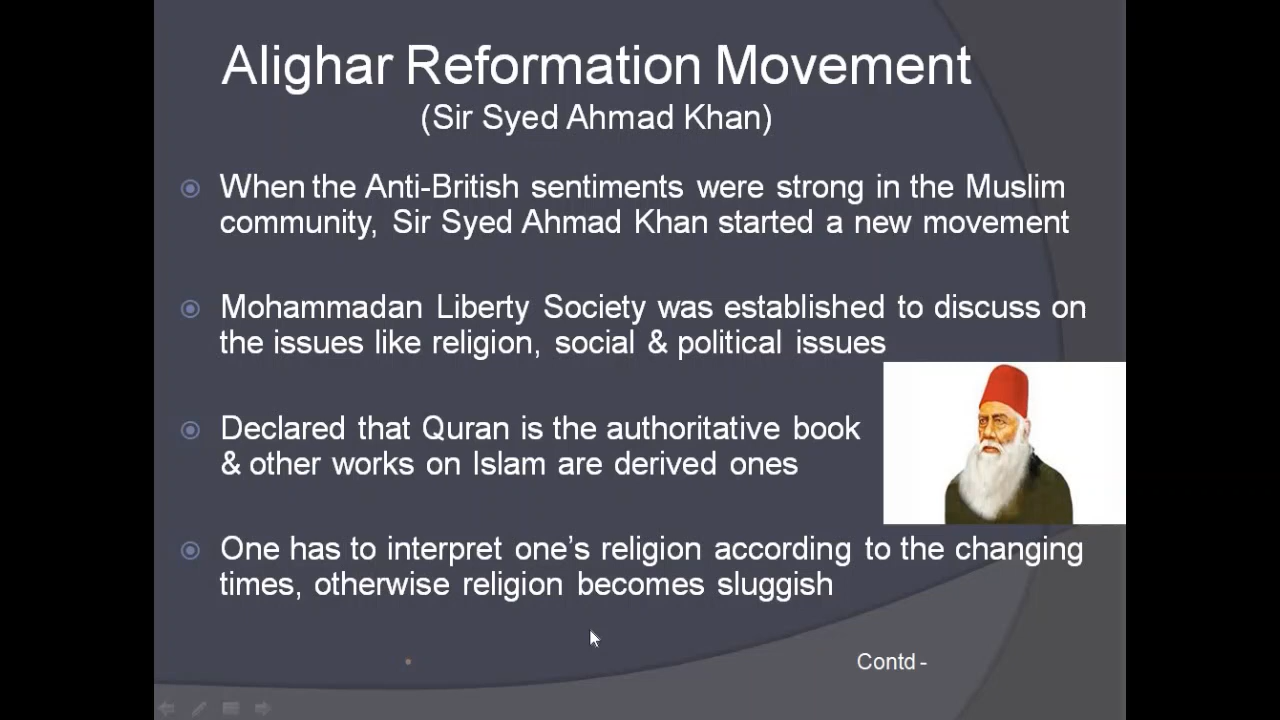 Alighar Reformation Movement
(Sir Syed Ahmad Khan)
When the Anti-British sentiments were strong in the Muslim
community, Sir Syed Ahmad Khan started a new movement
Mohammadan Liberty Society was established to discuss on
the issues like religion, social & political issues
Declared that Quran is the authoritative book
& other works on Islam are derived ones
One has to interpret one's religion according to the changing
times, otherwise religion becomes sluggish
Contd -